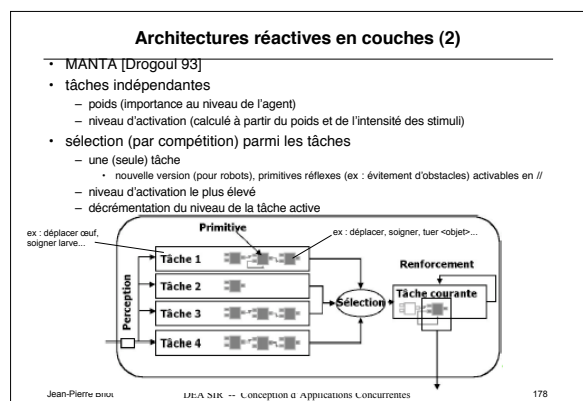 Architectures réactives en couches (2)
• MANTA [Drogoul 93]
• tâches indépendantes
– poids (importance au niveau de l'agent)
– niveau d'activation (calculé à partir du poids et de l'intensité des stimuli)
• sélection (par compétition) parmi les tâches
– une (seule) tâche
• nouvelle version (pour robots), primitives réflexes (ex : évitement d'obstacles) activables en //
– niveau d'activation le plus élevé
– décrémentation du niveau de la tâche active
ex : déplacer œuf,
soigner larve...
Primitive
ex : déplacer, soigner, tuer <objet>...
Perception
Tâche 1
Tâche 2
Tâche 3
Tâche 4
Sélection
Renforcement
Tâche courante
Jean-Pierre Briot
DEA SIR -- Conception d'Applications Concurrentes
178